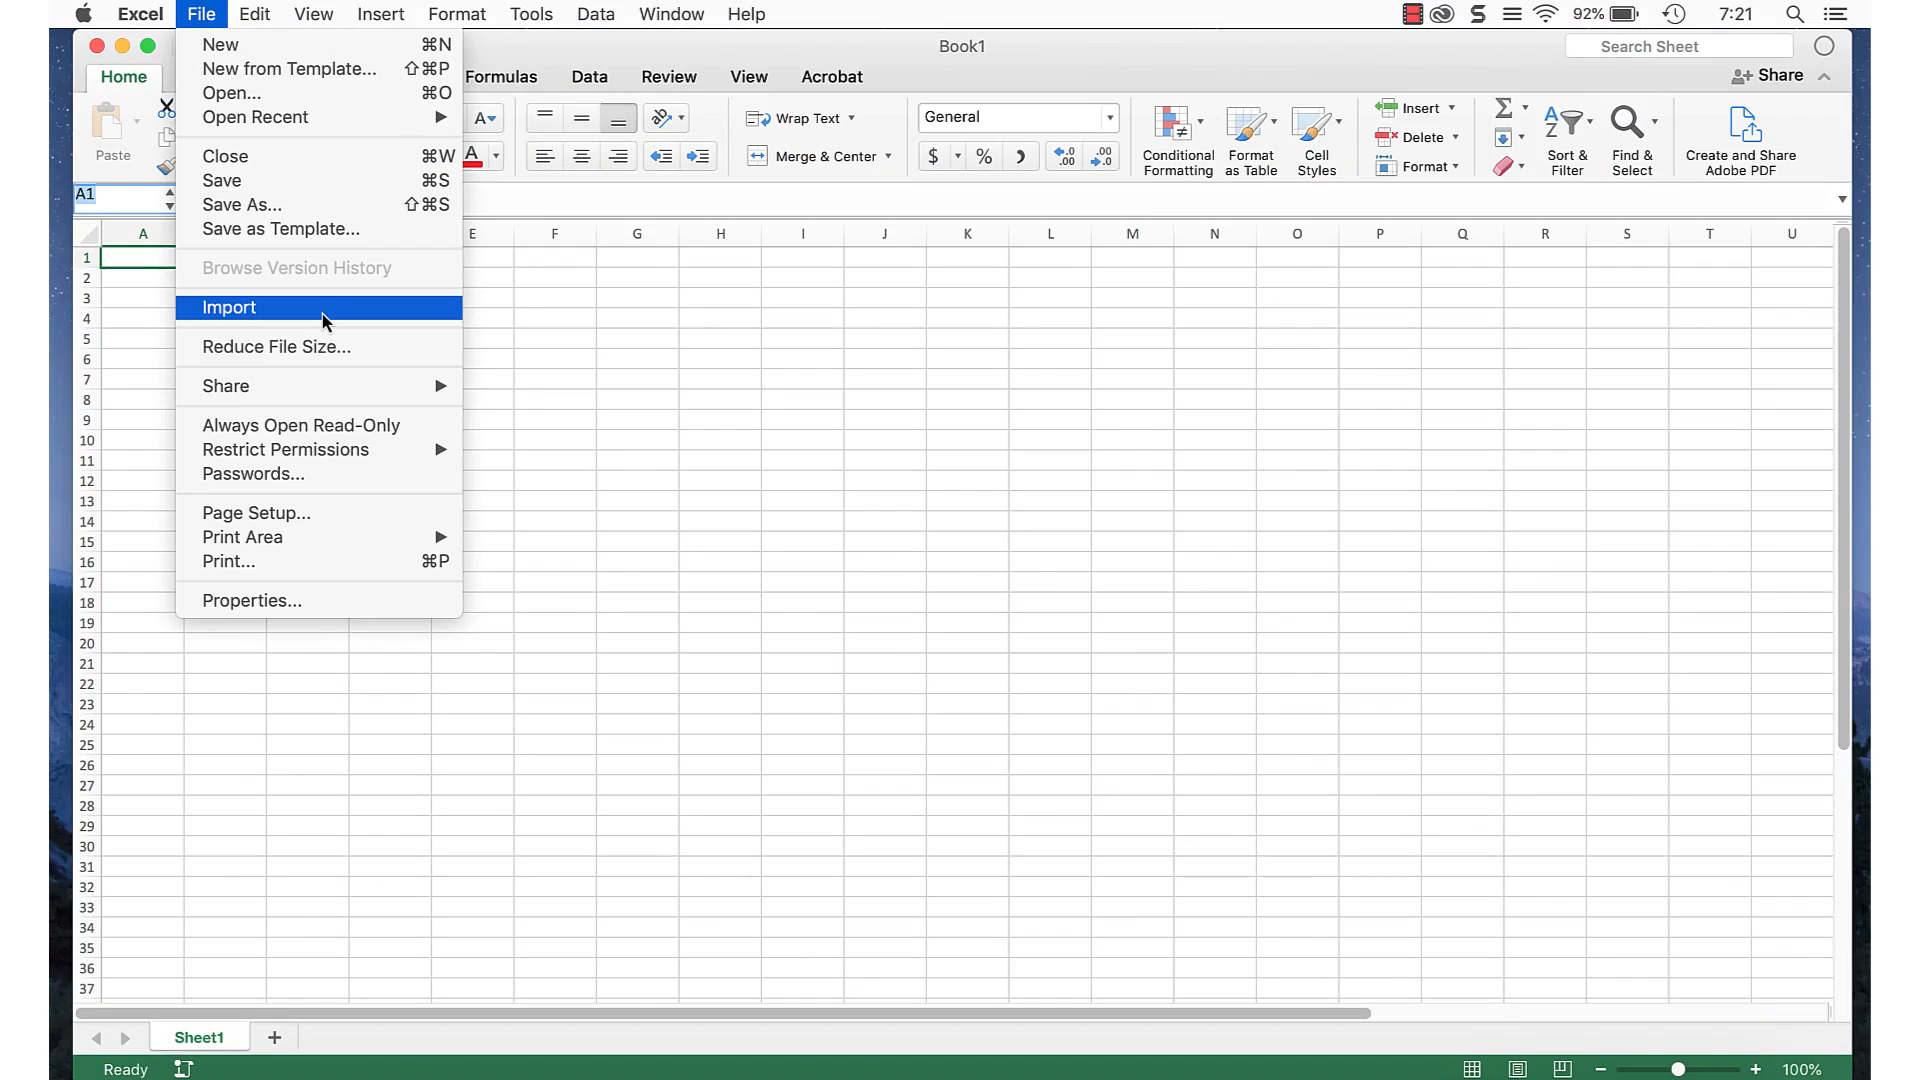 Excel File Edit View Insert Format Tools Data Window Help 92% 7:21
Book1
Search Sheet
Home Formulas Data Review View Acrobat Share
Paste
A
A
Wrap Text
Merge & Center
General
$ % .0 .00 .00 .0
Conditional Formatting
Format as Table
Cell Styles
Insert
Delete
Format
Sort & Filter
Find & Select
Create and Share Adobe PDF
A1
New ⌘N
New from Template... ⇧⌘P
Open... ⌘O
Open Recent
Close ⌘W
Save ⌘S
Save As... ⇧⌘S
Save as Template...
Browse Version History
Import
Reduce File Size...
Share
Always Open Read-Only
Restrict Permissions
Passwords...
Page Setup...
Print Area
Print... ⌘P
Properties...
A E F G H I J K L M N O P Q R S T U
1
2
3
4
5
6
7
8
9
10
11
12
13
14
15
16
17
18
19
20
21
22
23
24
25
26
27
28
29
30
31
32
33
34
35
36
37
Sheet1 +
Ready 100%